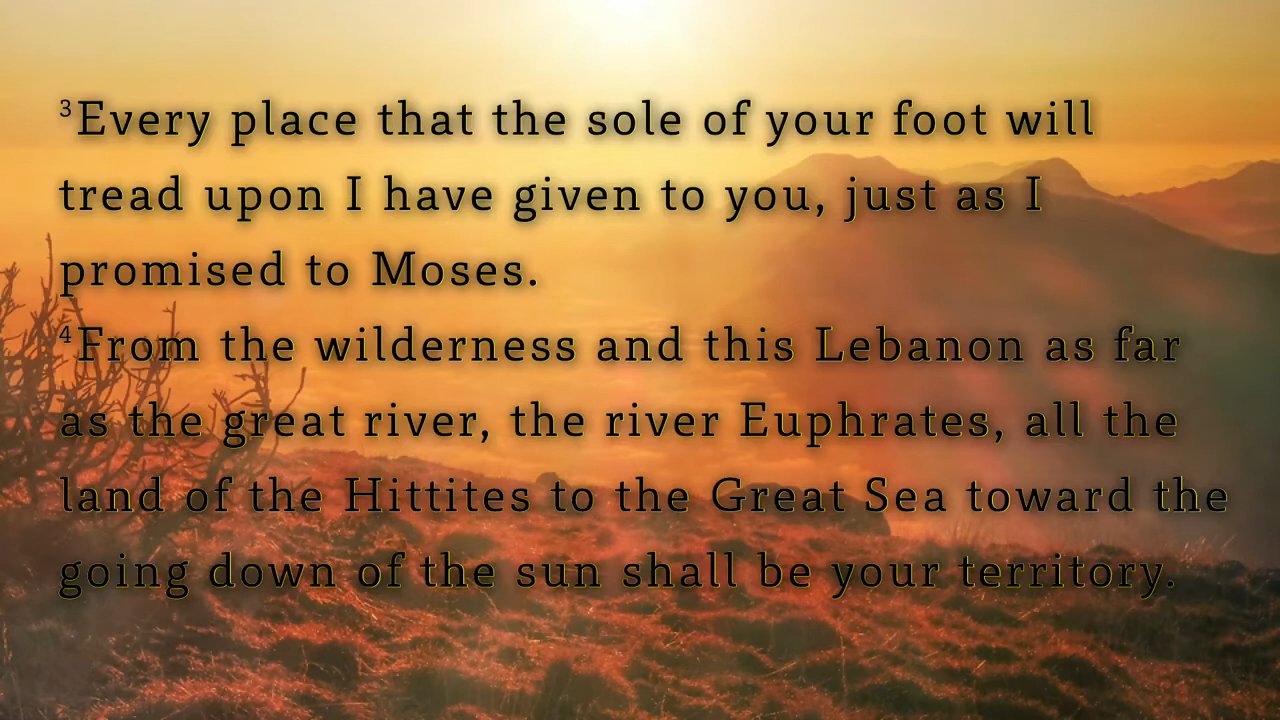 ³Every place that the sole of your foot will
tread upon I have given to you, just as I
promised to Moses.
⁴From the wilderness and this Lebanon as far
as the great river, the river Euphrates, all the
land of the Hittites to the Great Sea toward the
going down of the sun shall be your territory.